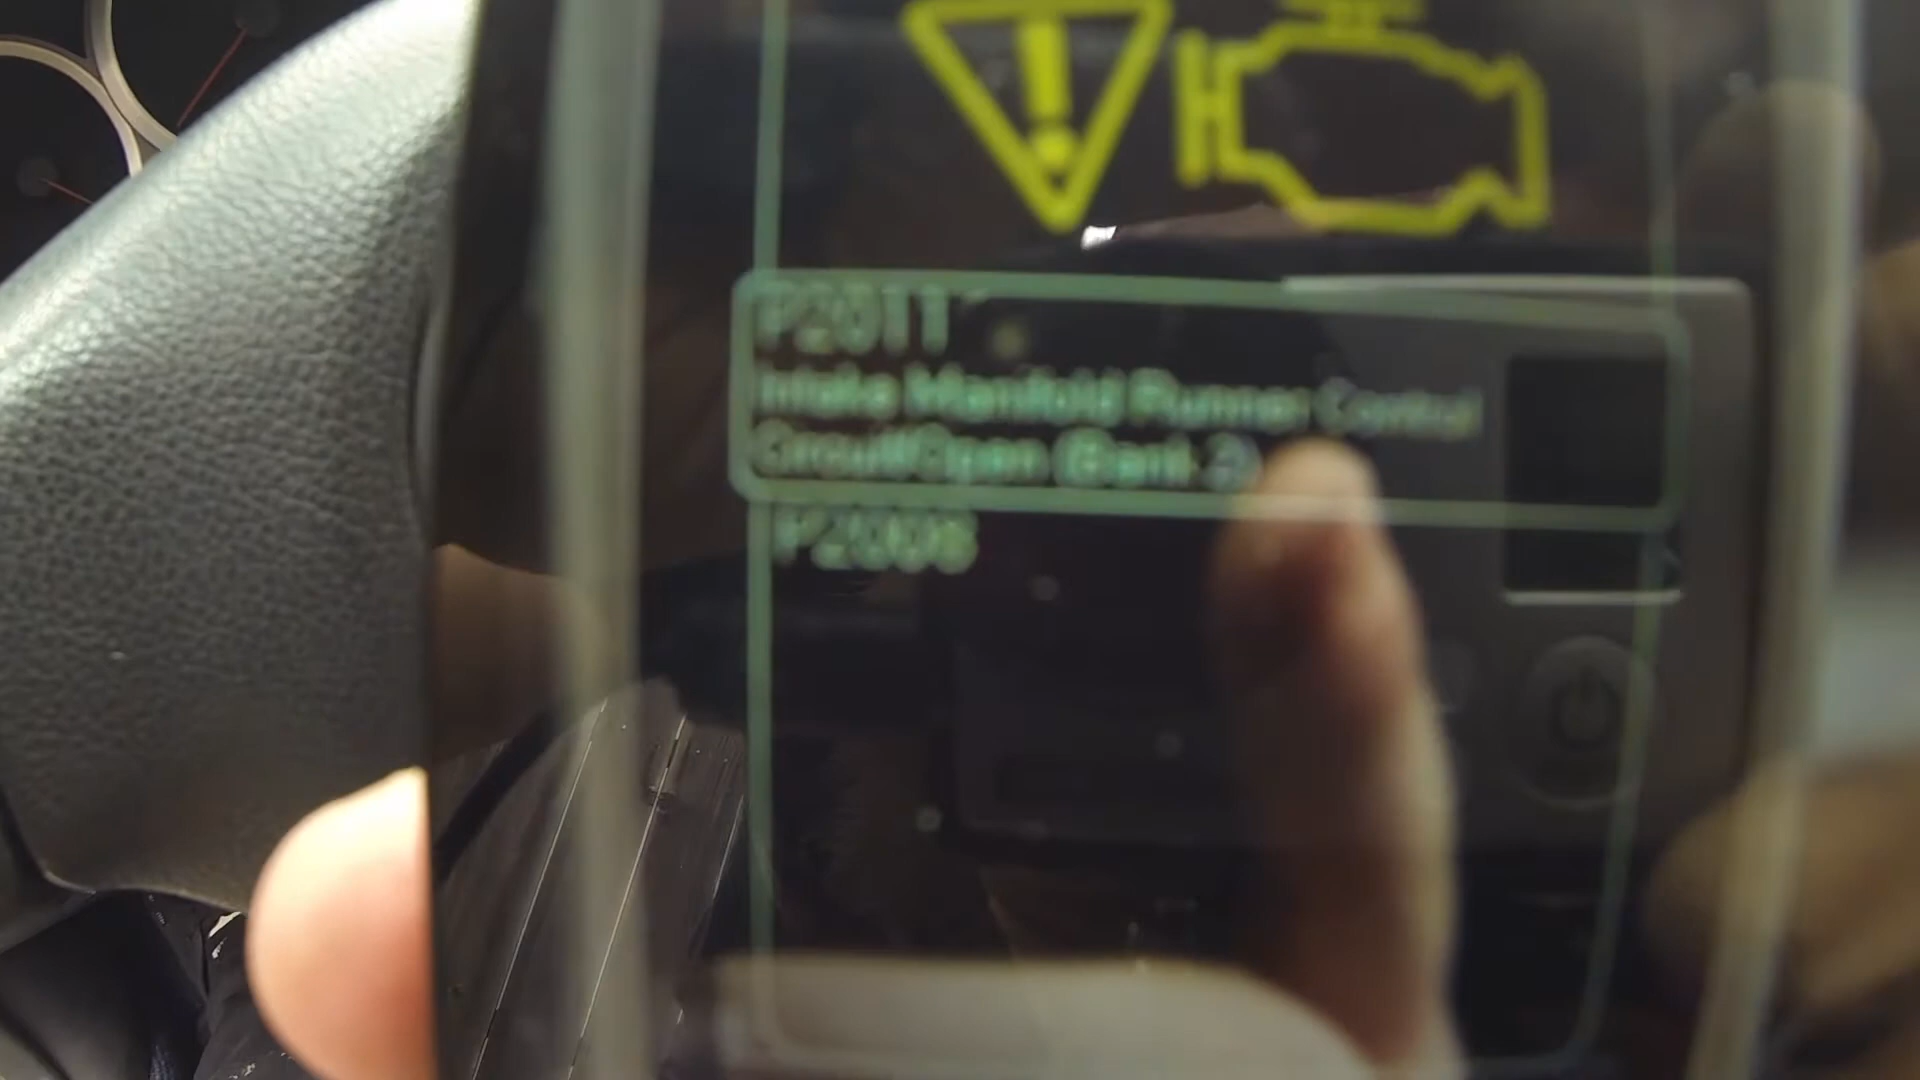 P2011
Intake Manifold Runner Control
Circuit/Open (Bank 2)
P2008